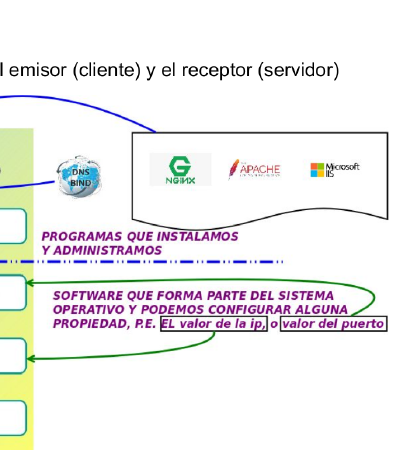 l emisor (cliente) y el receptor (servidor)
DNS
BIND
NGiNX
APACHE
Microsoft
IIS
PROGRAMAS QUE INSTALAMOS
Y ADMINISTRAMOS
SOFTWARE QUE FORMA PARTE DEL SISTEMA
OPERATIVO Y PODEMOS CONFIGURAR ALGUNA
PROPIEDAD, P.E. EL valor de la ip, o valor del puerto